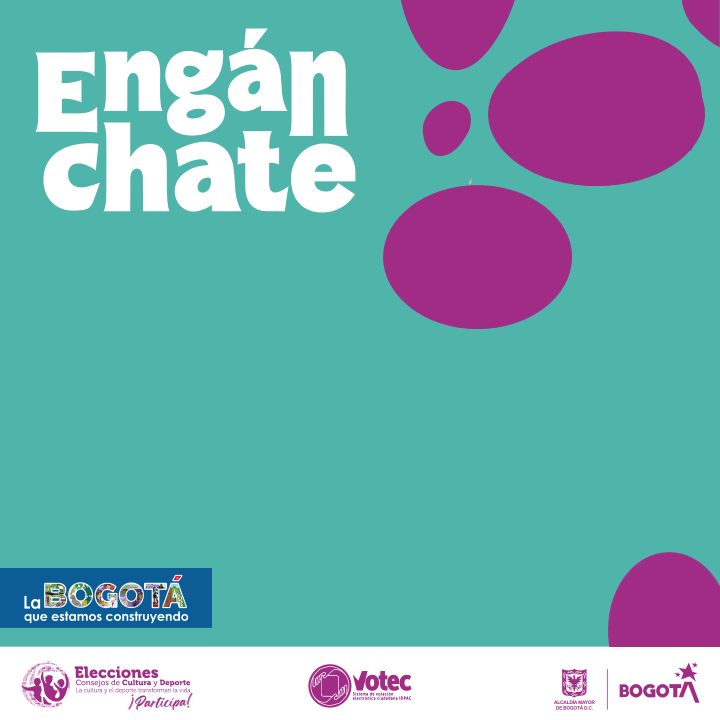 Engán
chate
La BOGOTÁ
que estamos construyendo
Elecciones
Consejos de Cultura y Deporte
La cultura y el deporte transforman la vida
¡Participa!
Votec
Sistema de votación
electrónica ciudadana IDPAC
ALCALDÍA MAYOR
DE BOGOTÁ D.C.
BOGOTÁ